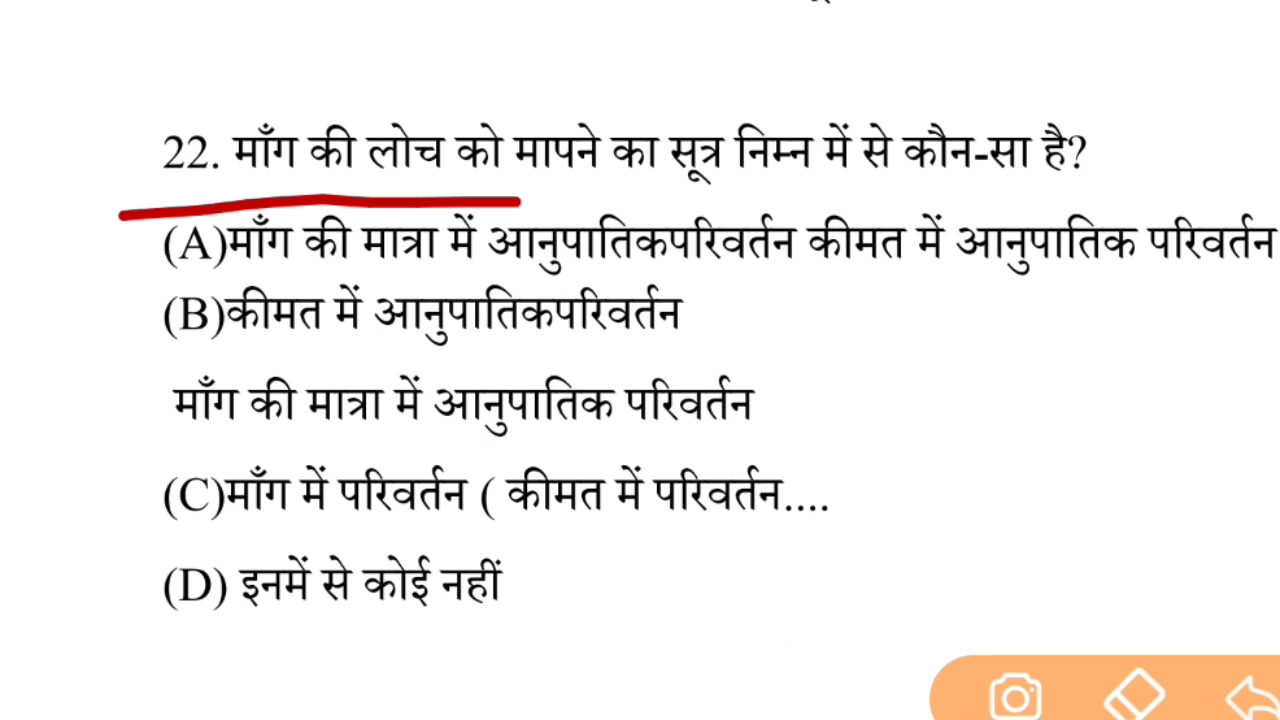 22. माँग की लोच को मापने का सूत्र निम्न में से कौन-सा है?
(A)माँग की मात्रा में आनुपातिकपरिवर्तन कीमत में आनुपातिक परिवर्तन
(B)कीमत में आनुपातिकपरिवर्तन
माँग की मात्रा में आनुपातिक परिवर्तन
(C)माँग में परिवर्तन ( कीमत में परिवर्तन....
(D) इनमें से कोई नहीं